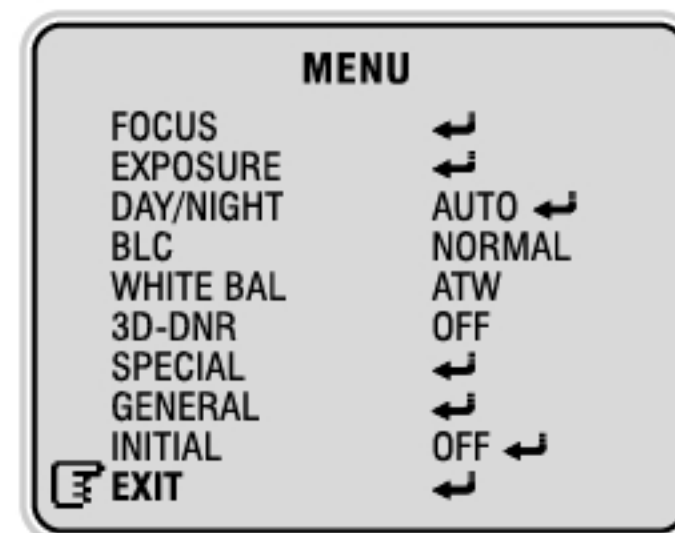 MENU
FOCUS ↵
EXPOSURE ↵
DAY/NIGHT AUTO ↵
BLC NORMAL
WHITE BAL ATW
3D-DNR OFF
SPECIAL ↵
GENERAL ↵
INITIAL OFF ↵
EXIT ↵